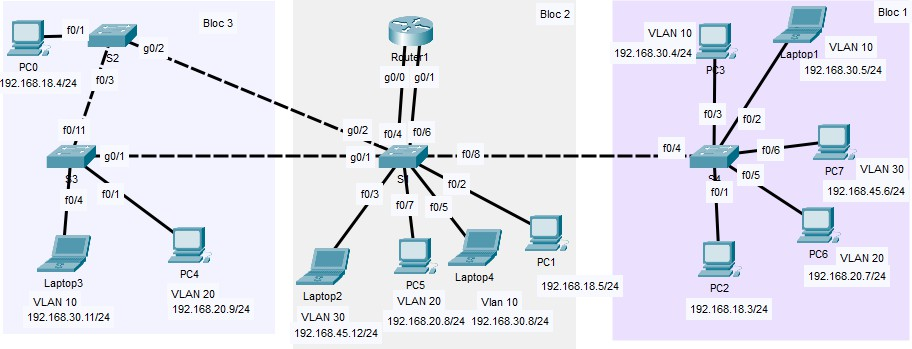 Bloc 3
f0/1
S2
g0/2
PC0
192.168.18.4/24
f0/3
f0/11
g0/1
S3
f0/4
f0/1
Laptop3
PC4
VLAN 10
192.168.30.11/24
VLAN 20
192.168.20.9/24
Bloc 2
Router1
g0/0
g0/1
g0/2
f0/4
f0/6
g0/1
f0/8
S1
f0/3
f0/2
f0/7
f0/5
Laptop2
PC5
Laptop4
PC1
VLAN 30
192.168.45.12/24
VLAN 20
192.168.20.8/24
Vlan 10
192.168.30.8/24
192.168.18.5/24
Bloc 1
VLAN 10
192.168.30.4/24
PC3
Laptop1
VLAN 10
192.168.30.5/24
f0/3
f0/2
f0/4
f0/6
S4
f0/1
f0/5
PC7
VLAN 30
192.168.45.6/24
PC6
VLAN 20
192.168.20.7/24
PC2
192.168.18.3/24